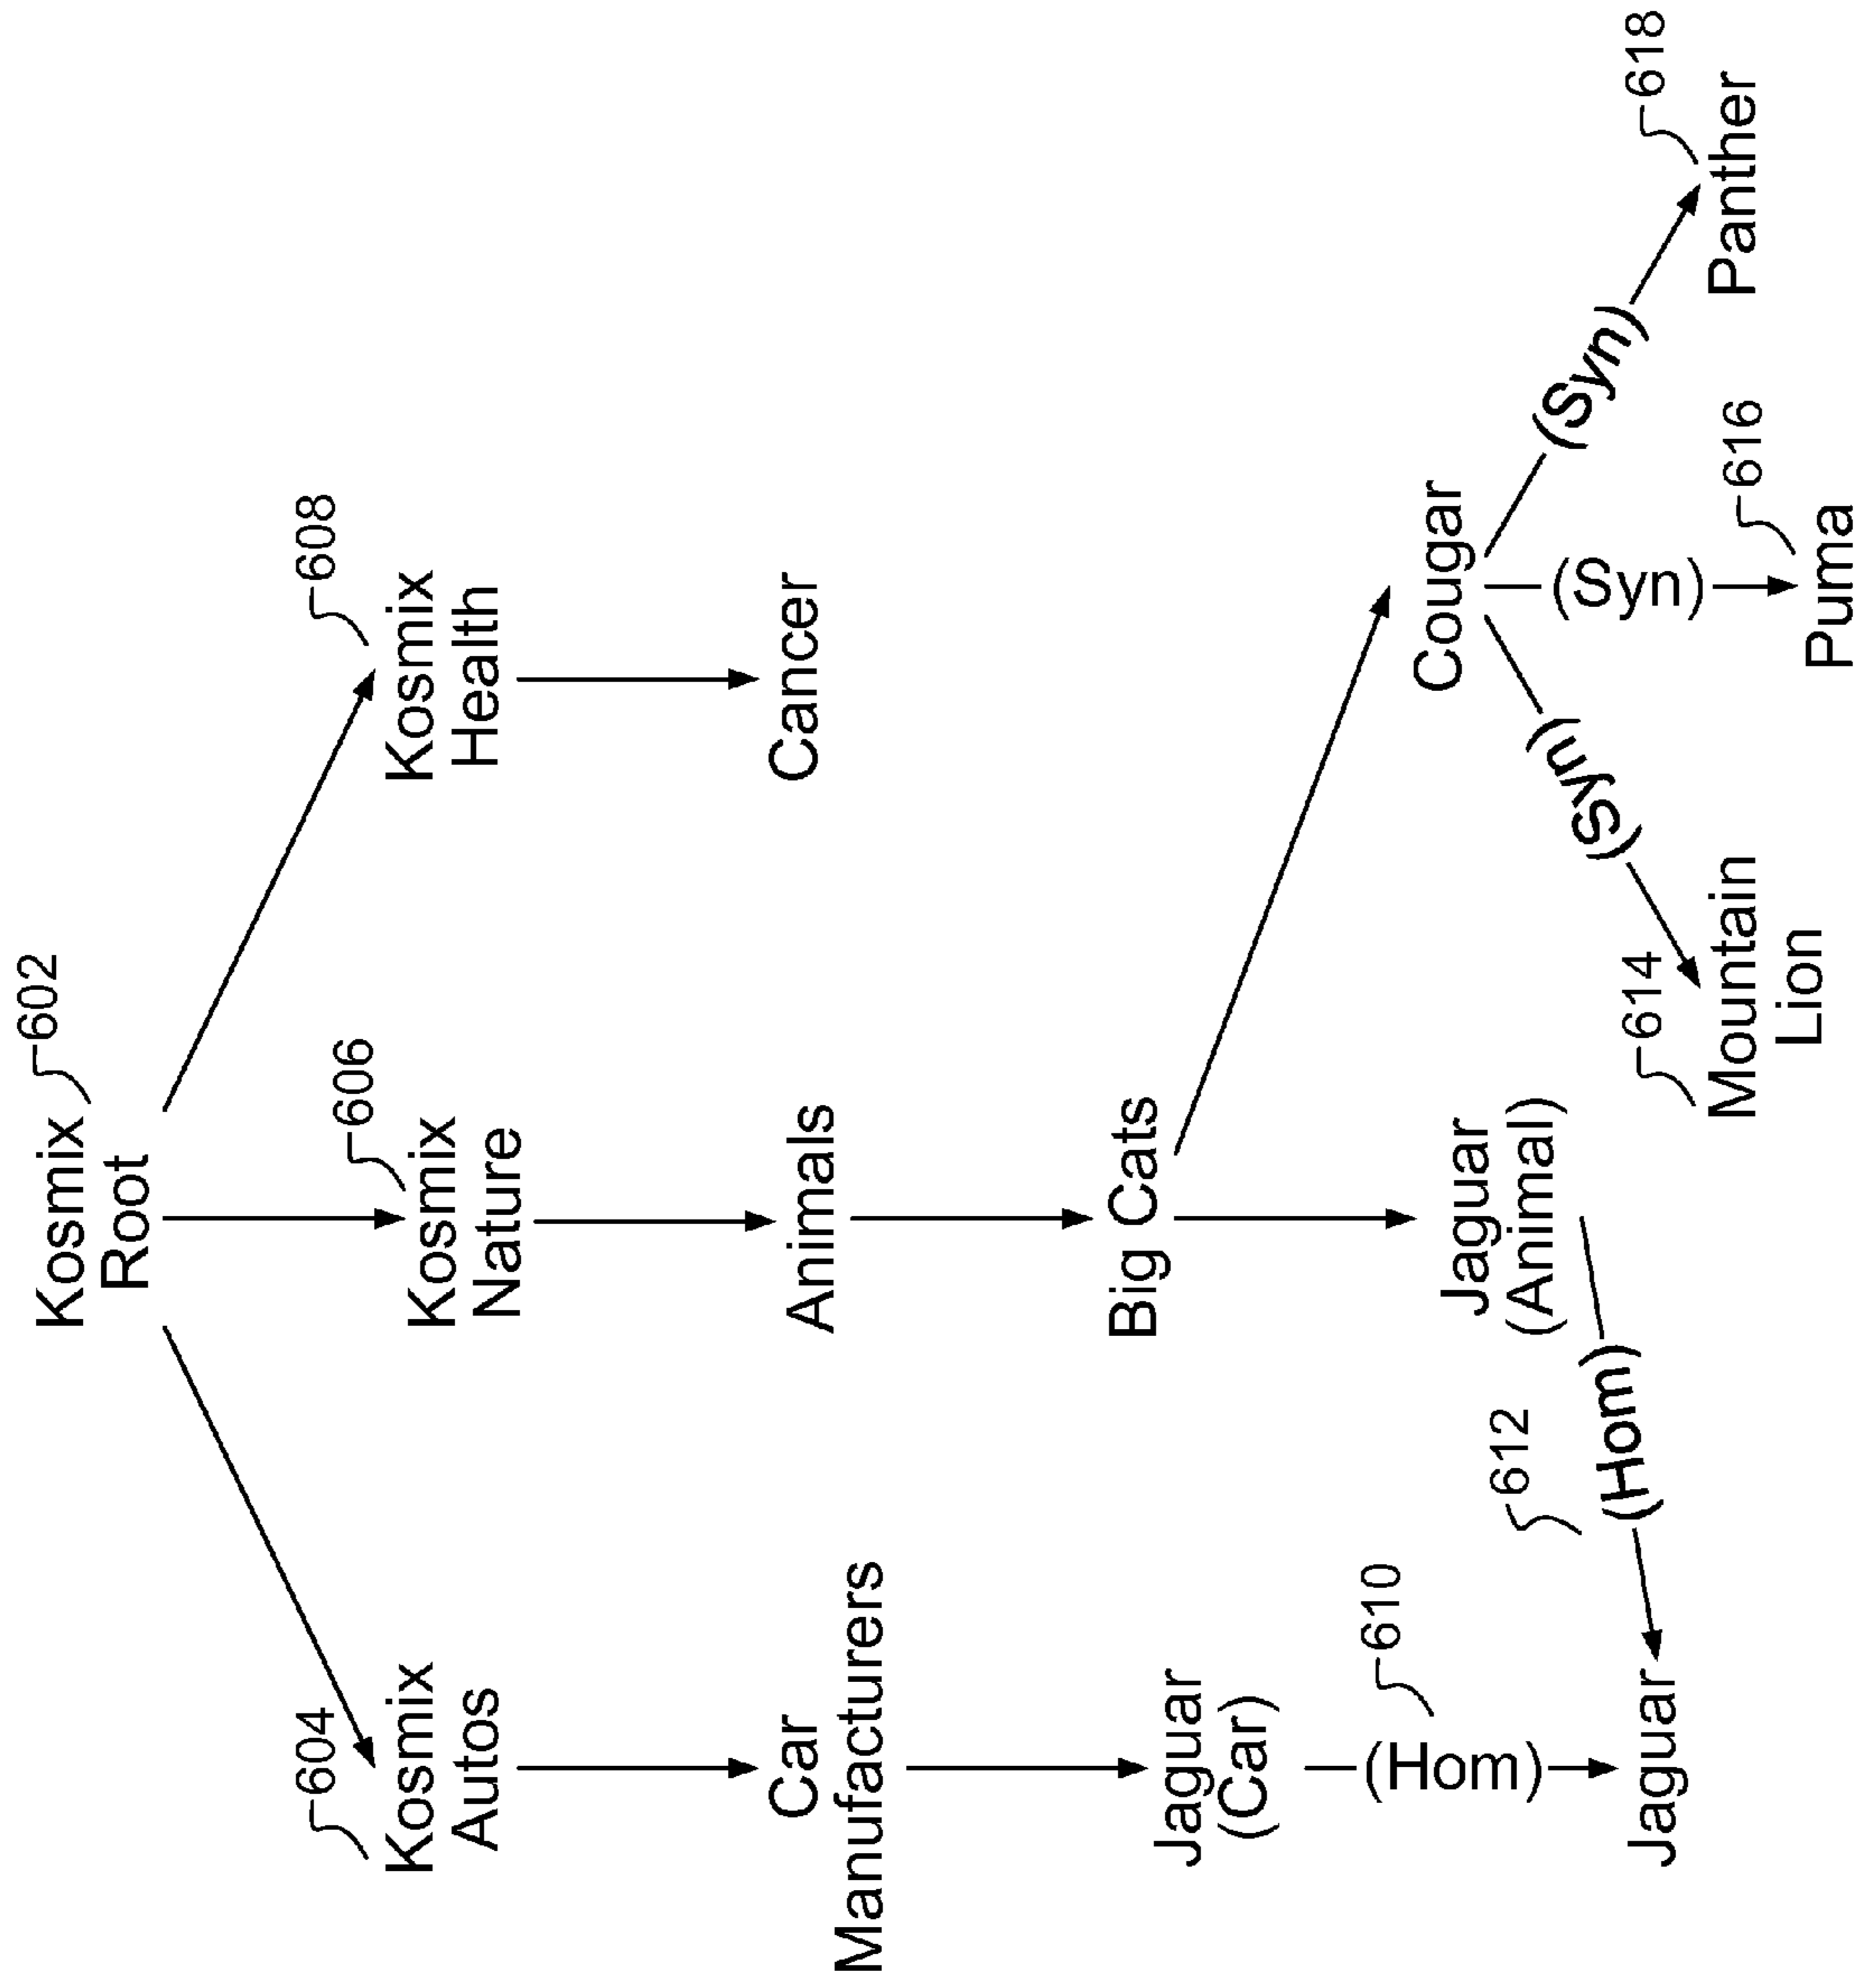 602
Kosmix
Root
604
Kosmix
Autos
606
Kosmix
Nature
608
Kosmix
Health
Car
Manufacturers
Animals
Cancer
Jaguar
(Car)
Big Cats
(Hom)
610
Jaguar
(Animal)
Cougar
612
(Hom)
(Syn)
(Syn)
(Syn)
Jaguar
614
Mountain
Lion
616
Puma
618
Panther